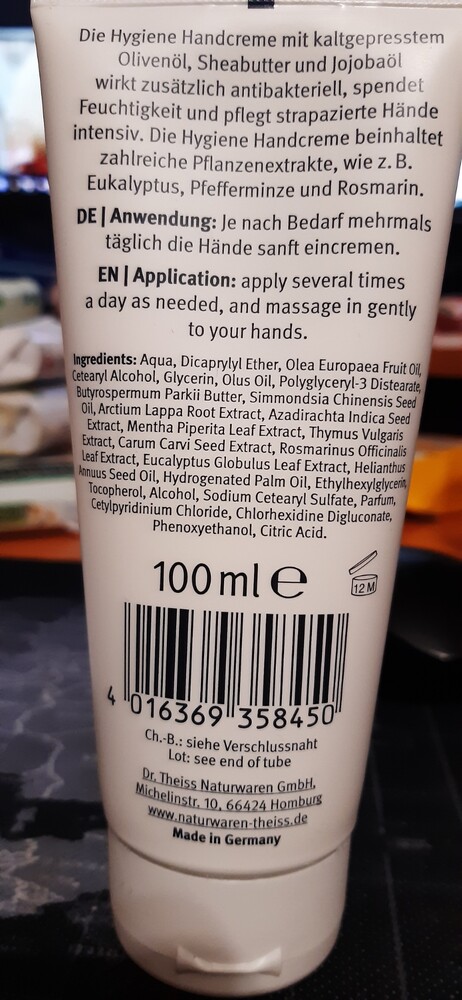 Die Hygiene Handcreme mit kaltgepresstem
Olivenöl, Sheabutter und Jojobaöl
wirkt zusätzlich antibakteriell, spendet
Feuchtigkeit und pflegt strapazierte Hände
intensiv. Die Hygiene Handcreme beinhaltet
zahlreiche Pflanzenextrakte, wie z. B.
Eukalyptus, Pfefferminze und Rosmarin.
DE | Anwendung: Je nach Bedarf mehrmals
täglich die Hände sanft eincremen.
EN | Application: apply several times
a day as needed, and massage in gently
to your hands.
Ingredients: Aqua, Dicaprylyl Ether, Olea Europaea Fruit Oil,
Cetearyl Alcohol, Glycerin, Olus Oil, Polyglyceryl-3 Distearate,
Butyrospermum Parkii Butter, Simmondsia Chinensis Seed
Oil, Arctium Lappa Root Extract, Azadirachta Indica Seed
Extract, Mentha Piperita Leaf Extract, Thymus Vulgaris
Extract, Carum Carvi Seed Extract, Rosmarinus Officinalis
Leaf Extract, Eucalyptus Globulus Leaf Extract, Helianthus
Annuus Seed Oil, Hydrogenated Palm Oil, Ethylhexylglycerin,
Tocopherol, Alcohol, Sodium Cetearyl Sulfate, Parfum,
Cetylpyridinium Chloride, Chlorhexidine Digluconate,
Phenoxyethanol, Citric Acid.
100 ml ℮
12 M
4 016369 358450
Ch.-B.: siehe Verschlussnaht
Lot: see end of tube
Dr. Theiss Naturwaren GmbH,
Michelinstr. 10, 66424 Homburg
www.naturwaren-theiss.de
Made in Germany